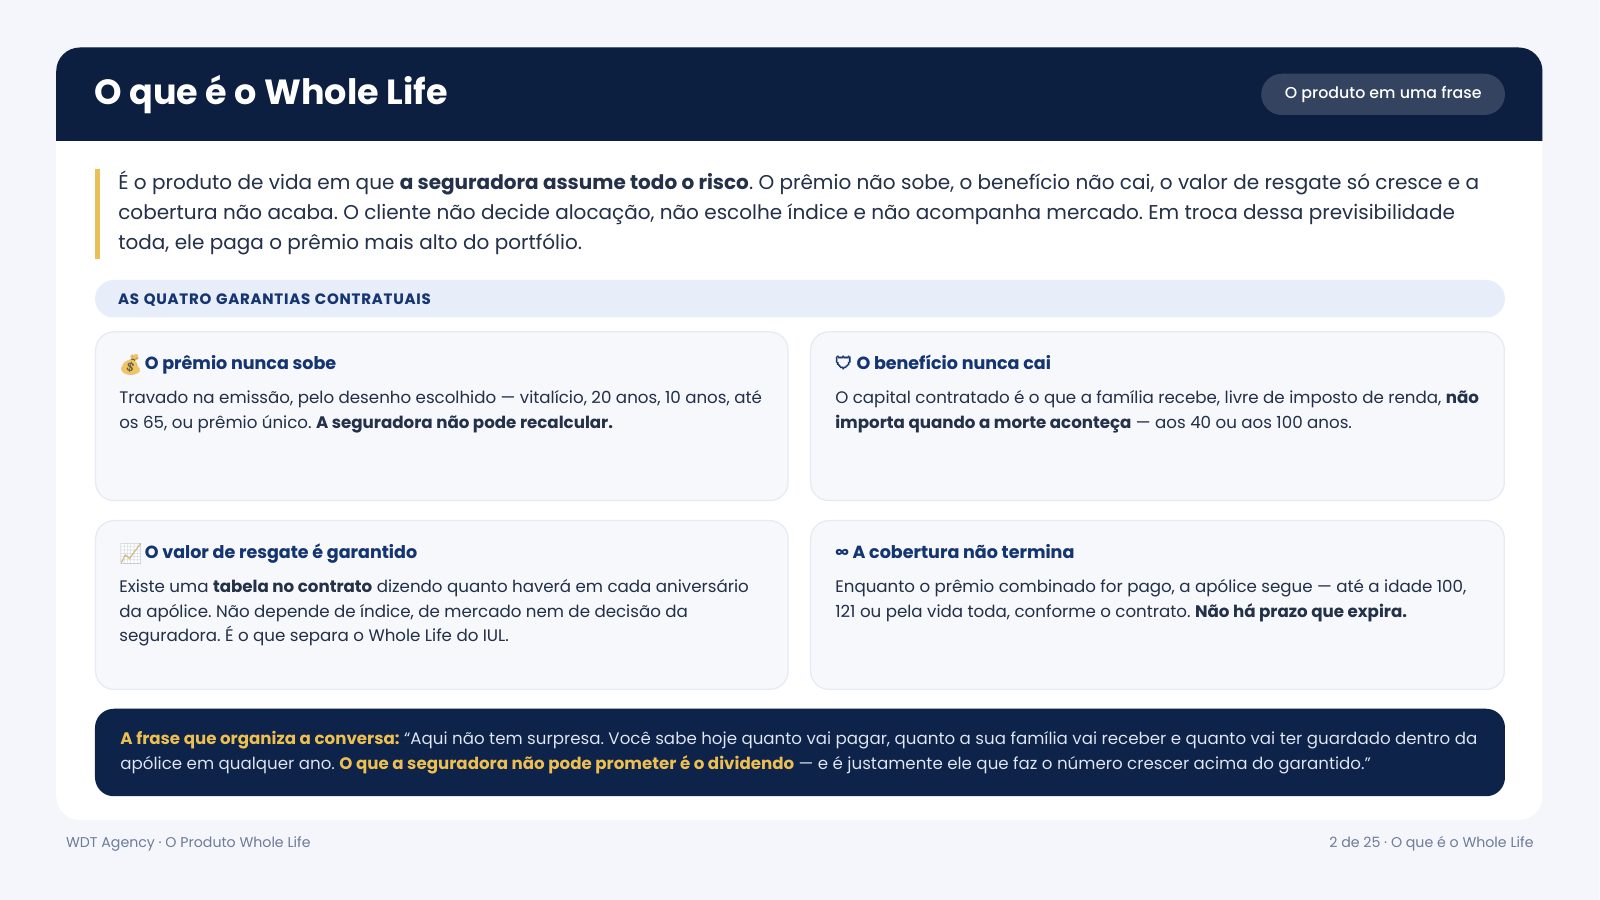 O que é o Whole Life
O produto em uma frase
É o produto de vida em que a seguradora assume todo o risco. O prêmio não sobe, o benefício não cai, o valor de resgate só cresce e a
cobertura não acaba. O cliente não decide alocação, não escolhe índice e não acompanha mercado. Em troca dessa previsibilidade
toda, ele paga o prêmio mais alto do portfólio.
AS QUATRO GARANTIAS CONTRATUAIS
💰 O prêmio nunca sobe
Travado na emissão, pelo desenho escolhido — vitalício, 20 anos, 10 anos, até
os 65, ou prêmio único. A seguradora não pode recalcular.
🛡 O benefício nunca cai
O capital contratado é o que a família recebe, livre de imposto de renda, não
importa quando a morte aconteça — aos 40 ou aos 100 anos.
📈 O valor de resgate é garantido
Existe uma tabela no contrato dizendo quanto haverá em cada aniversário
da apólice. Não depende de índice, de mercado nem de decisão da
seguradora. É o que separa o Whole Life do IUL.
∞ A cobertura não termina
Enquanto o prêmio combinado for pago, a apólice segue — até a idade 100,
121 ou pela vida toda, conforme o contrato. Não há prazo que expira.
A frase que organiza a conversa: “Aqui não tem surpresa. Você sabe hoje quanto vai pagar, quanto a sua família vai receber e quanto vai ter guardado dentro da
apólice em qualquer ano. O que a seguradora não pode prometer é o dividendo — e é justamente ele que faz o número crescer acima do garantido.”
WDT Agency · O Produto Whole Life
2 de 25 · O que é o Whole Life